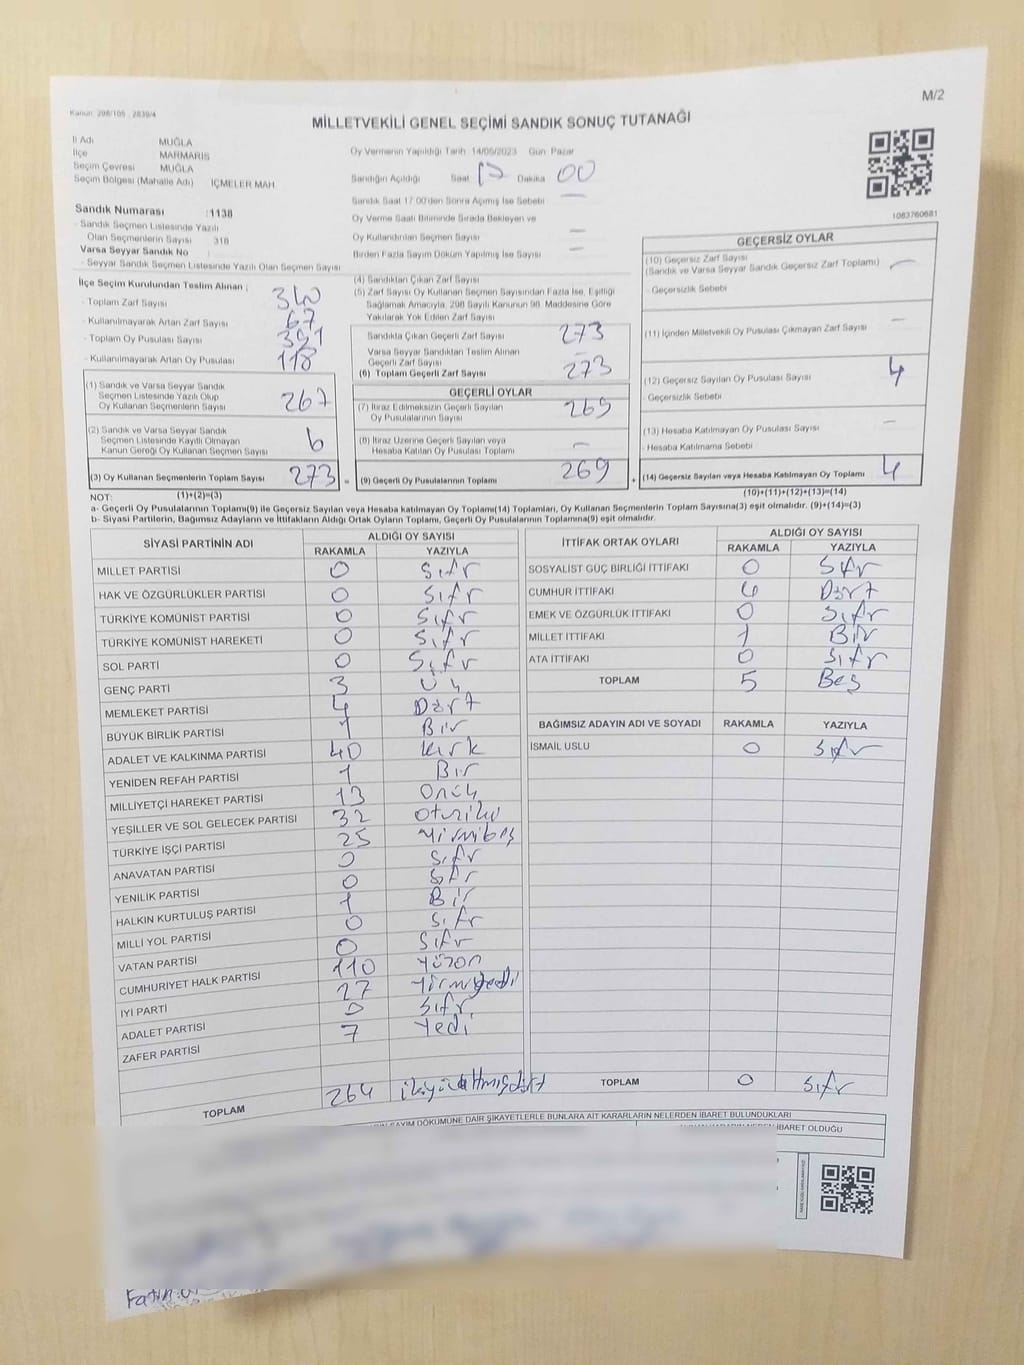 Kanun: 298/105 - 2839/4
M/2
MİLLETVEKİLİ GENEL SEÇİMİ SANDIK SONUÇ TUTANAĞI
İl Adı MUĞLA
İlçe MARMARİS
Seçim Çevresi MUĞLA
Seçim Bölgesi (Mahalle Adı) İÇMELER MAH.
Sandık Numarası :1138
- Sandık Seçmen Listesinde Yazılı
Olan Seçmenlerin Sayısı 318
Varsa Seyyar Sandık No :
- Seyyar Sandık Seçmen Listesinde Yazılı Olan Seçmen Sayısı
Oy Vermenin Yapıldığı Tarih 14/05/2023 Gün: Pazar
Sandığın Açıldığı Saat 17 Dakika 00
Sandık Saat 17:00'den Sonra Açılmış İse Sebebi —
Oy Verme Saati Bitiminde Sırada Bekleyen ve
Oy Kullandırılan Seçmen Sayısı —
Birden Fazla Sayım Döküm Yapılmış İse Sayısı —
1083760681
İlçe Seçim Kurulundan Teslim Alınan :
- Toplam Zarf Sayısı 340
- Kullanılmayarak Artan Zarf Sayısı 67
- Toplam Oy Pusulası Sayısı 391
- Kullanılmayarak Artan Oy Pusulası 118
(1) Sandık ve Varsa Seyyar Sandık
Seçmen Listesinde Yazılı Olup
Oy Kullanan Seçmenlerin Sayısı 267
(2) Sandık ve Varsa Seyyar Sandık
Seçmen Listesinde Kayıtlı Olmayan
Kanun Gereği Oy Kullanan Seçmen Sayısı 6
(3) Oy Kullanan Seçmenlerin Toplam Sayısı 273 =
(4) Sandıktan Çıkan Zarf Sayısı
(5) Zarf Sayısı Oy Kullanan Seçmen Sayısından Fazla İse, Eşitliği
Sağlamak Amacıyla, 298 Sayılı Kanunun 98. Maddesine Göre
Yakılarak Yok Edilen Zarf Sayısı
Sandıkta Çıkan Geçerli Zarf Sayısı 273
Varsa Seyyar Sandıktan Teslim Alınan
Geçerli Zarf Sayısı —
(6) Toplam Geçerli Zarf Sayısı 273
GEÇERLİ OYLAR
(7) İtiraz Edilmeksizin Geçerli Sayılan
Oy Pusulalarının Sayısı 269
(8) İtiraz Üzerine Geçerli Sayılan veya
Hesaba Katılan Oy Pusulası Toplamı —
(9) Geçerli Oy Pusulalarının Toplamı 269 +
GEÇERSİZ OYLAR
(10) Geçersiz Zarf Sayısı
(Sandık ve Varsa Seyyar Sandık Geçersiz Zarf Toplamı) —
- Geçersizlik Sebebi
(11) İçinden Milletvekili Oy Pusulası Çıkmayan Zarf Sayısı —
(12) Geçersiz Sayılan Oy Pusulası Sayısı 4
- Geçersizlik Sebebi
(13) Hesaba Katılmayan Oy Pusulası Sayısı —
- Hesaba Katılmama Sebebi
(14) Geçersiz Sayılan veya Hesaba Katılmayan Oy Toplamı 4
NOT: (1)+(2)=(3) (10)+(11)+(12)+(13)=(14)
a- Geçerli Oy Pusulalarının Toplamı(9) ile Geçersiz Sayılan veya Hesaba katılmayan Oy Toplamı(14) Toplamları, Oy Kullanan Seçmenlerin Toplam Sayısına(3) eşit olmalıdır. (9)+(14)=(3)
b- Siyasi Partilerin, Bağımsız Adayların ve İttifakların Aldığı Ortak Oyların Toplamı, Geçerli Oy Pusulalarının Toplamına(9) eşit olmalıdır.
SİYASİ PARTİNİN ADI ALDIĞI OY SAYISI
RAKAMLA YAZIYLA
MİLLET PARTİSİ 0 Sıfır
HAK VE ÖZGÜRLÜKLER PARTİSİ 0 Sıfır
TÜRKİYE KOMÜNİST PARTİSİ 0 Sıfır
TÜRKİYE KOMÜNİST HAREKETİ 0 Sıfır
SOL PARTİ 0 Sıfır
GENÇ PARTİ 3 Üç
MEMLEKET PARTİSİ 4 Dört
BÜYÜK BİRLİK PARTİSİ 1 Bir
ADALET VE KALKINMA PARTİSİ 40 Kırk
YENİDEN REFAH PARTİSİ 1 Bir
MİLLİYETÇİ HAREKET PARTİSİ 13 Onüç
YEŞİLLER VE SOL GELECEK PARTİSİ 32 Otuziki
TÜRKİYE İŞÇİ PARTİSİ 25 Yirmibeş
ANAVATAN PARTİSİ 0 Sıfır
YENİLİK PARTİSİ 0 Sıfır
HALKIN KURTULUŞ PARTİSİ 1 Bir
MİLLİ YOL PARTİSİ 0 Sıfır
VATAN PARTİSİ 0 Sıfır
CUMHURİYET HALK PARTİSİ 110 Yüzon
İYİ PARTİ 27 Yirmiyedi
ADALET PARTİSİ 0 Sıfır
ZAFER PARTİSİ 7 Yedi
TOPLAM 264 ikiyüzaltmışdört
İTTİFAK ORTAK OYLARI ALDIĞI OY SAYISI
RAKAMLA YAZIYLA
SOSYALİST GÜÇ BİRLİĞİ İTTİFAKI 0 Sıfır
CUMHUR İTTİFAKI 4 Dört
EMEK VE ÖZGÜRLÜK İTTİFAKI 0 Sıfır
MİLLET İTTİFAKI 1 Bir
ATA İTTİFAKI 0 Sıfır
TOPLAM 5 Beş
BAĞIMSIZ ADAYIN ADI VE SOYADI RAKAMLA YAZIYLA
İSMAİL USLU 0 Sıfır
TOPLAM 0 Sıfır
SAYIM DÖKÜMÜNE DAİR ŞİKAYETLERLE BUNLARA AİT KARARLARIN NELERDEN İBARET BULUNDUKLARI
İBARET OLDUĞU